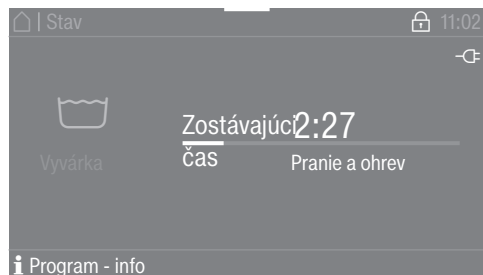 | Stav
11:02
Zostávajúci 2:27
čas
Pranie a ohrev
Vyvárka
i Program - info